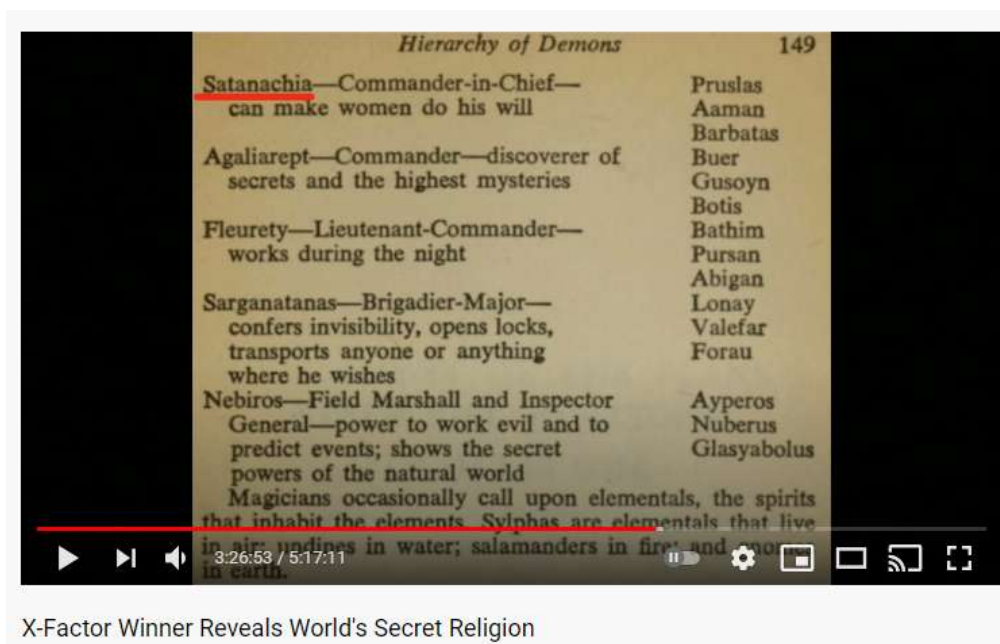 Hierarchy of Demons 149
Satanachia—Commander-in-Chief— Pruslas
can make women do his will Aaman
Barbatas
Agaliarept—Commander—discoverer of Buer
secrets and the highest mysteries Gusoyn
Botis
Fleurety—Lieutenant-Commander— Bathim
works during the night Pursan
Abigan
Sarganatanas—Brigadier-Major— Lonay
confers invisibility, opens locks, Valefar
transports anyone or anything Forau
where he wishes
Nebiros—Field Marshall and Inspector Ayperos
General—power to work evil and to Nuberus
predict events; shows the secret Glasyabolus
powers of the natural world
Magicians occasionally call upon elementals, the spirits
that inhabit the elements. Sylphas are elementals that live
in air; undines in water; salamanders in fire; and gnomes
in earth.
3:26:53 / 5:17:11
X-Factor Winner Reveals World's Secret Religion